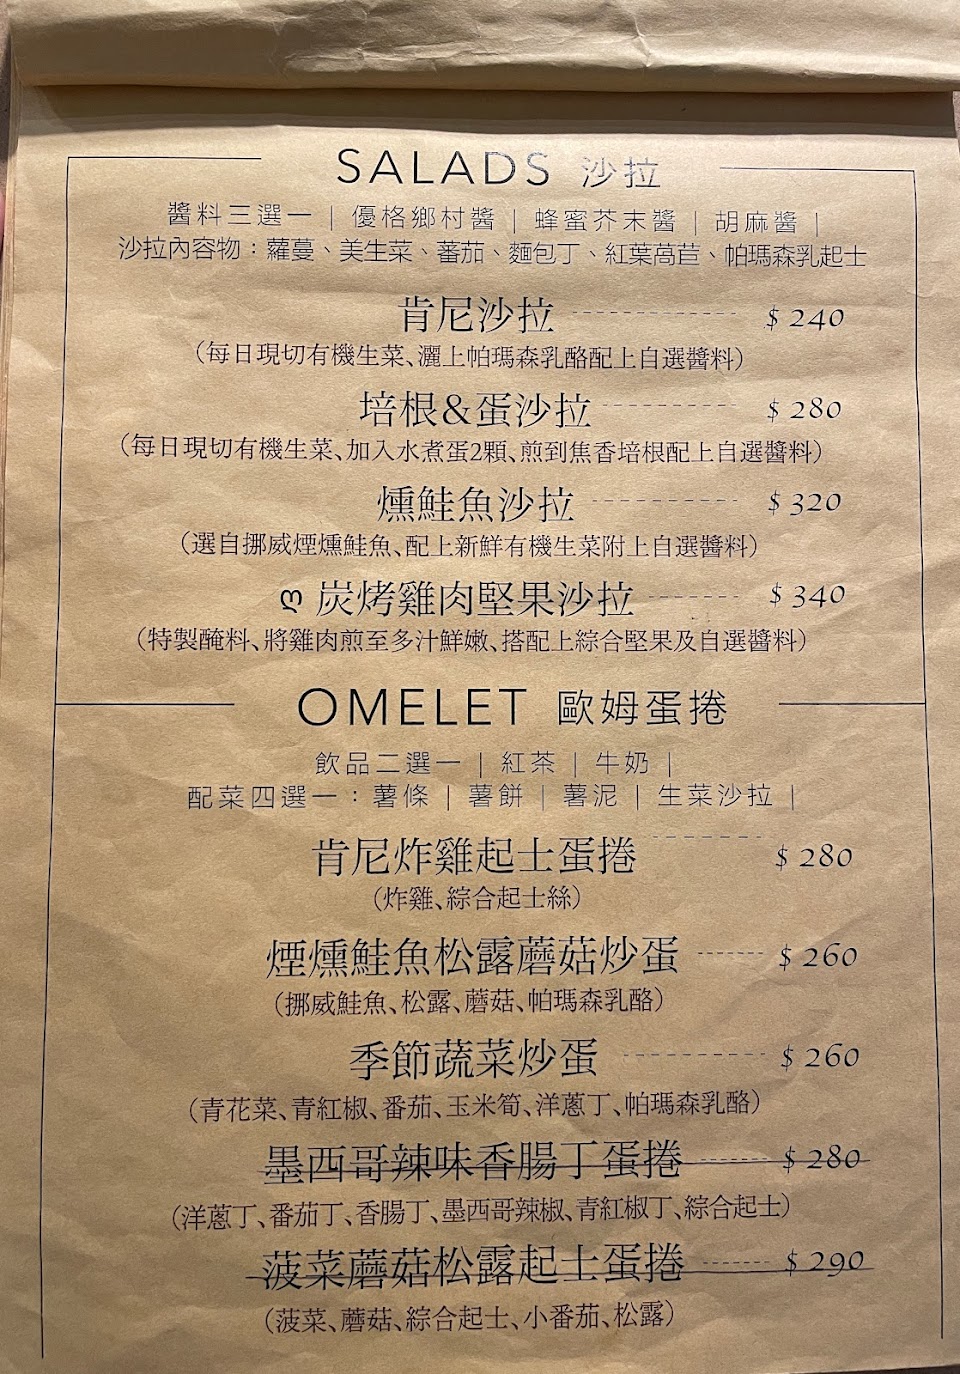 SALADS 沙拉
醬料三選一 | 優格鄉村醬 | 蜂蜜芥末醬 | 胡麻醬 |
沙拉內容物：蘿蔓、美生菜、蕃茄、麵包丁、紅葉萵苣、帕瑪森乳起士
肯尼沙拉 $ 240
(每日現切有機生菜、灑上帕瑪森乳酪配上自選醬料)
培根&蛋沙拉 $ 280
(每日現切有機生菜、加入水煮蛋2顆、煎到焦香培根配上自選醬料)
燻鮭魚沙拉 $ 320
(選自挪威煙燻鮭魚、配上新鮮有機生菜附上自選醬料)
ღ 炭烤雞肉堅果沙拉 $ 340
(特製醃料、將雞肉煎至多汁鮮嫩、搭配上綜合堅果及自選醬料)
OMELET 歐姆蛋捲
飲品二選一 | 紅茶 | 牛奶 |
配菜四選一：薯條 | 薯餅 | 薯泥 | 生菜沙拉 |
肯尼炸雞起士蛋捲 $ 280
(炸雞、綜合起士絲)
煙燻鮭魚松露蘑菇炒蛋 $ 260
(挪威鮭魚、松露、蘑菇、帕瑪森乳酪)
季節蔬菜炒蛋 $ 260
(青花菜、青紅椒、番茄、玉米筍、洋蔥丁、帕瑪森乳酪)
墨西哥辣味香腸丁蛋捲 $ 280
(洋蔥丁、番茄丁、香腸丁、墨西哥辣椒、青紅椒丁、綜合起士)
菠菜蘑菇松露起士蛋捲 $ 290
(菠菜、蘑菇、綜合起士、小番茄、松露)